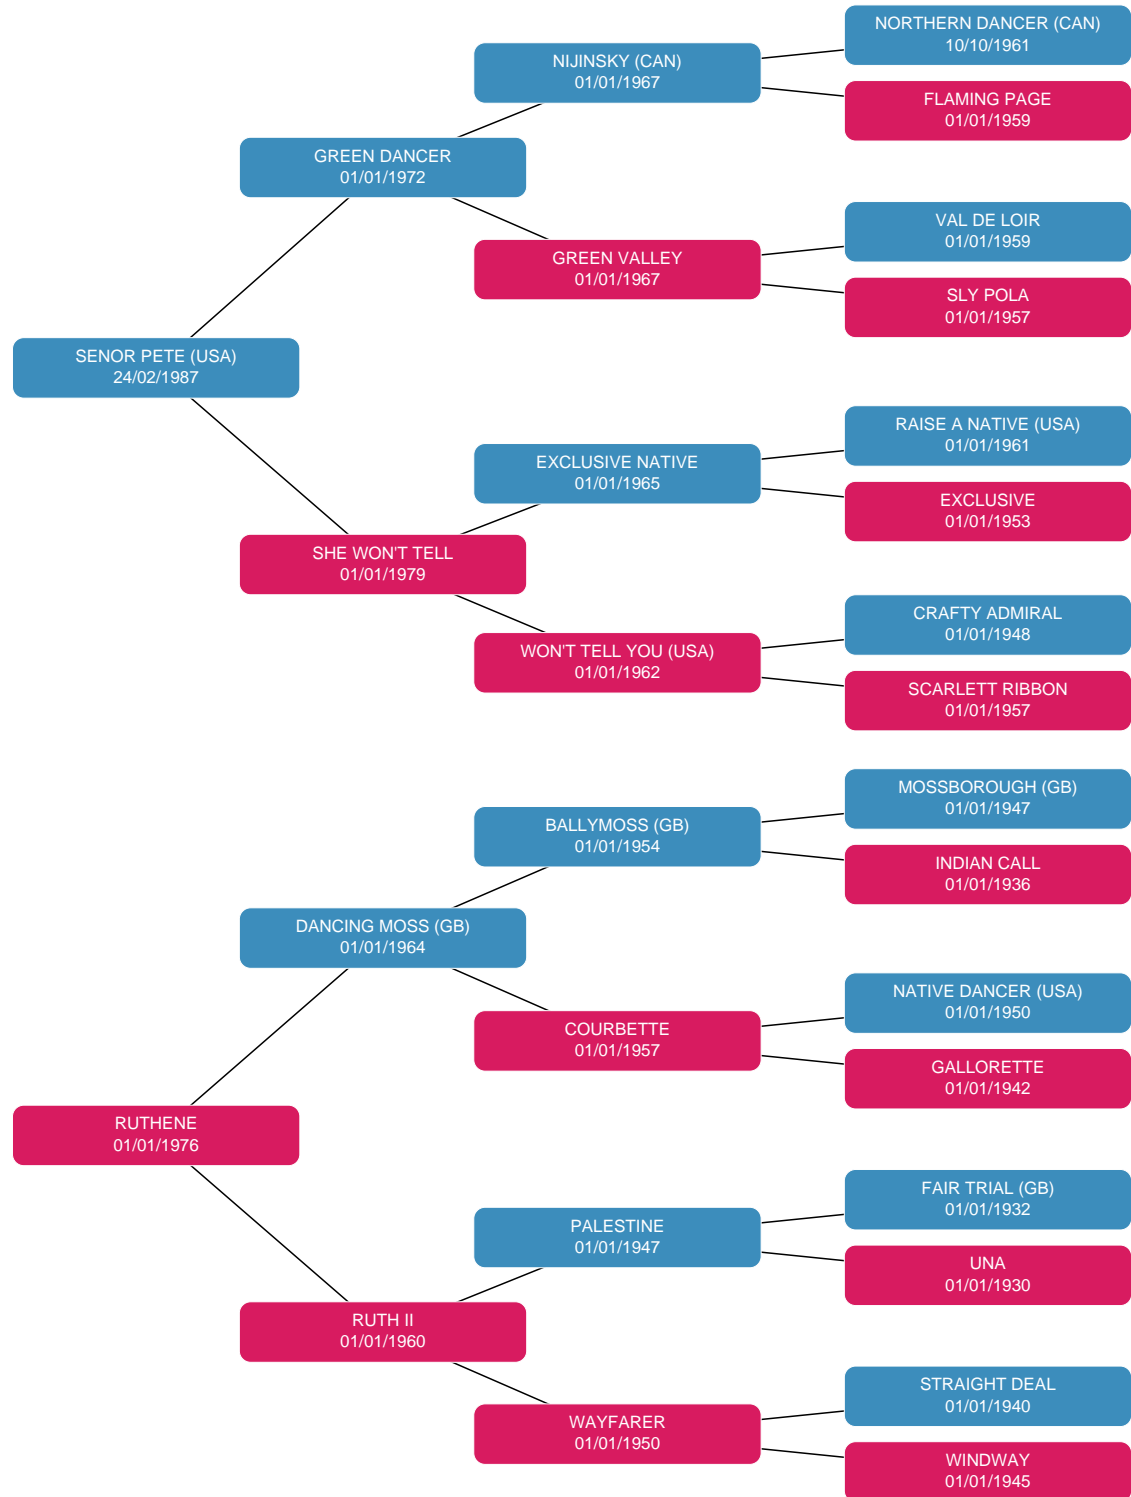 NORTHERN DANCER (CAN)
10/10/1961
NIJINSKY (CAN)
01/01/1967
FLAMING PAGE
01/01/1959
GREEN DANCER
01/01/1972
VAL DE LOIR
01/01/1959
GREEN VALLEY
01/01/1967
SLY POLA
01/01/1957
SENOR PETE (USA)
24/02/1987
RAISE A NATIVE (USA)
01/01/1961
EXCLUSIVE NATIVE
01/01/1965
EXCLUSIVE
01/01/1953
SHE WON'T TELL
01/01/1979
CRAFTY ADMIRAL
01/01/1948
WON'T TELL YOU (USA)
01/01/1962
SCARLETT RIBBON
01/01/1957
MOSSBOROUGH (GB)
01/01/1947
BALLYMOSS (GB)
01/01/1954
INDIAN CALL
01/01/1936
DANCING MOSS (GB)
01/01/1964
NATIVE DANCER (USA)
01/01/1950
COURBETTE
01/01/1957
GALLORETTE
01/01/1942
RUTHENE
01/01/1976
FAIR TRIAL (GB)
01/01/1932
PALESTINE
01/01/1947
UNA
01/01/1930
RUTH II
01/01/1960
STRAIGHT DEAL
01/01/1940
WAYFARER
01/01/1950
WINDWAY
01/01/1945